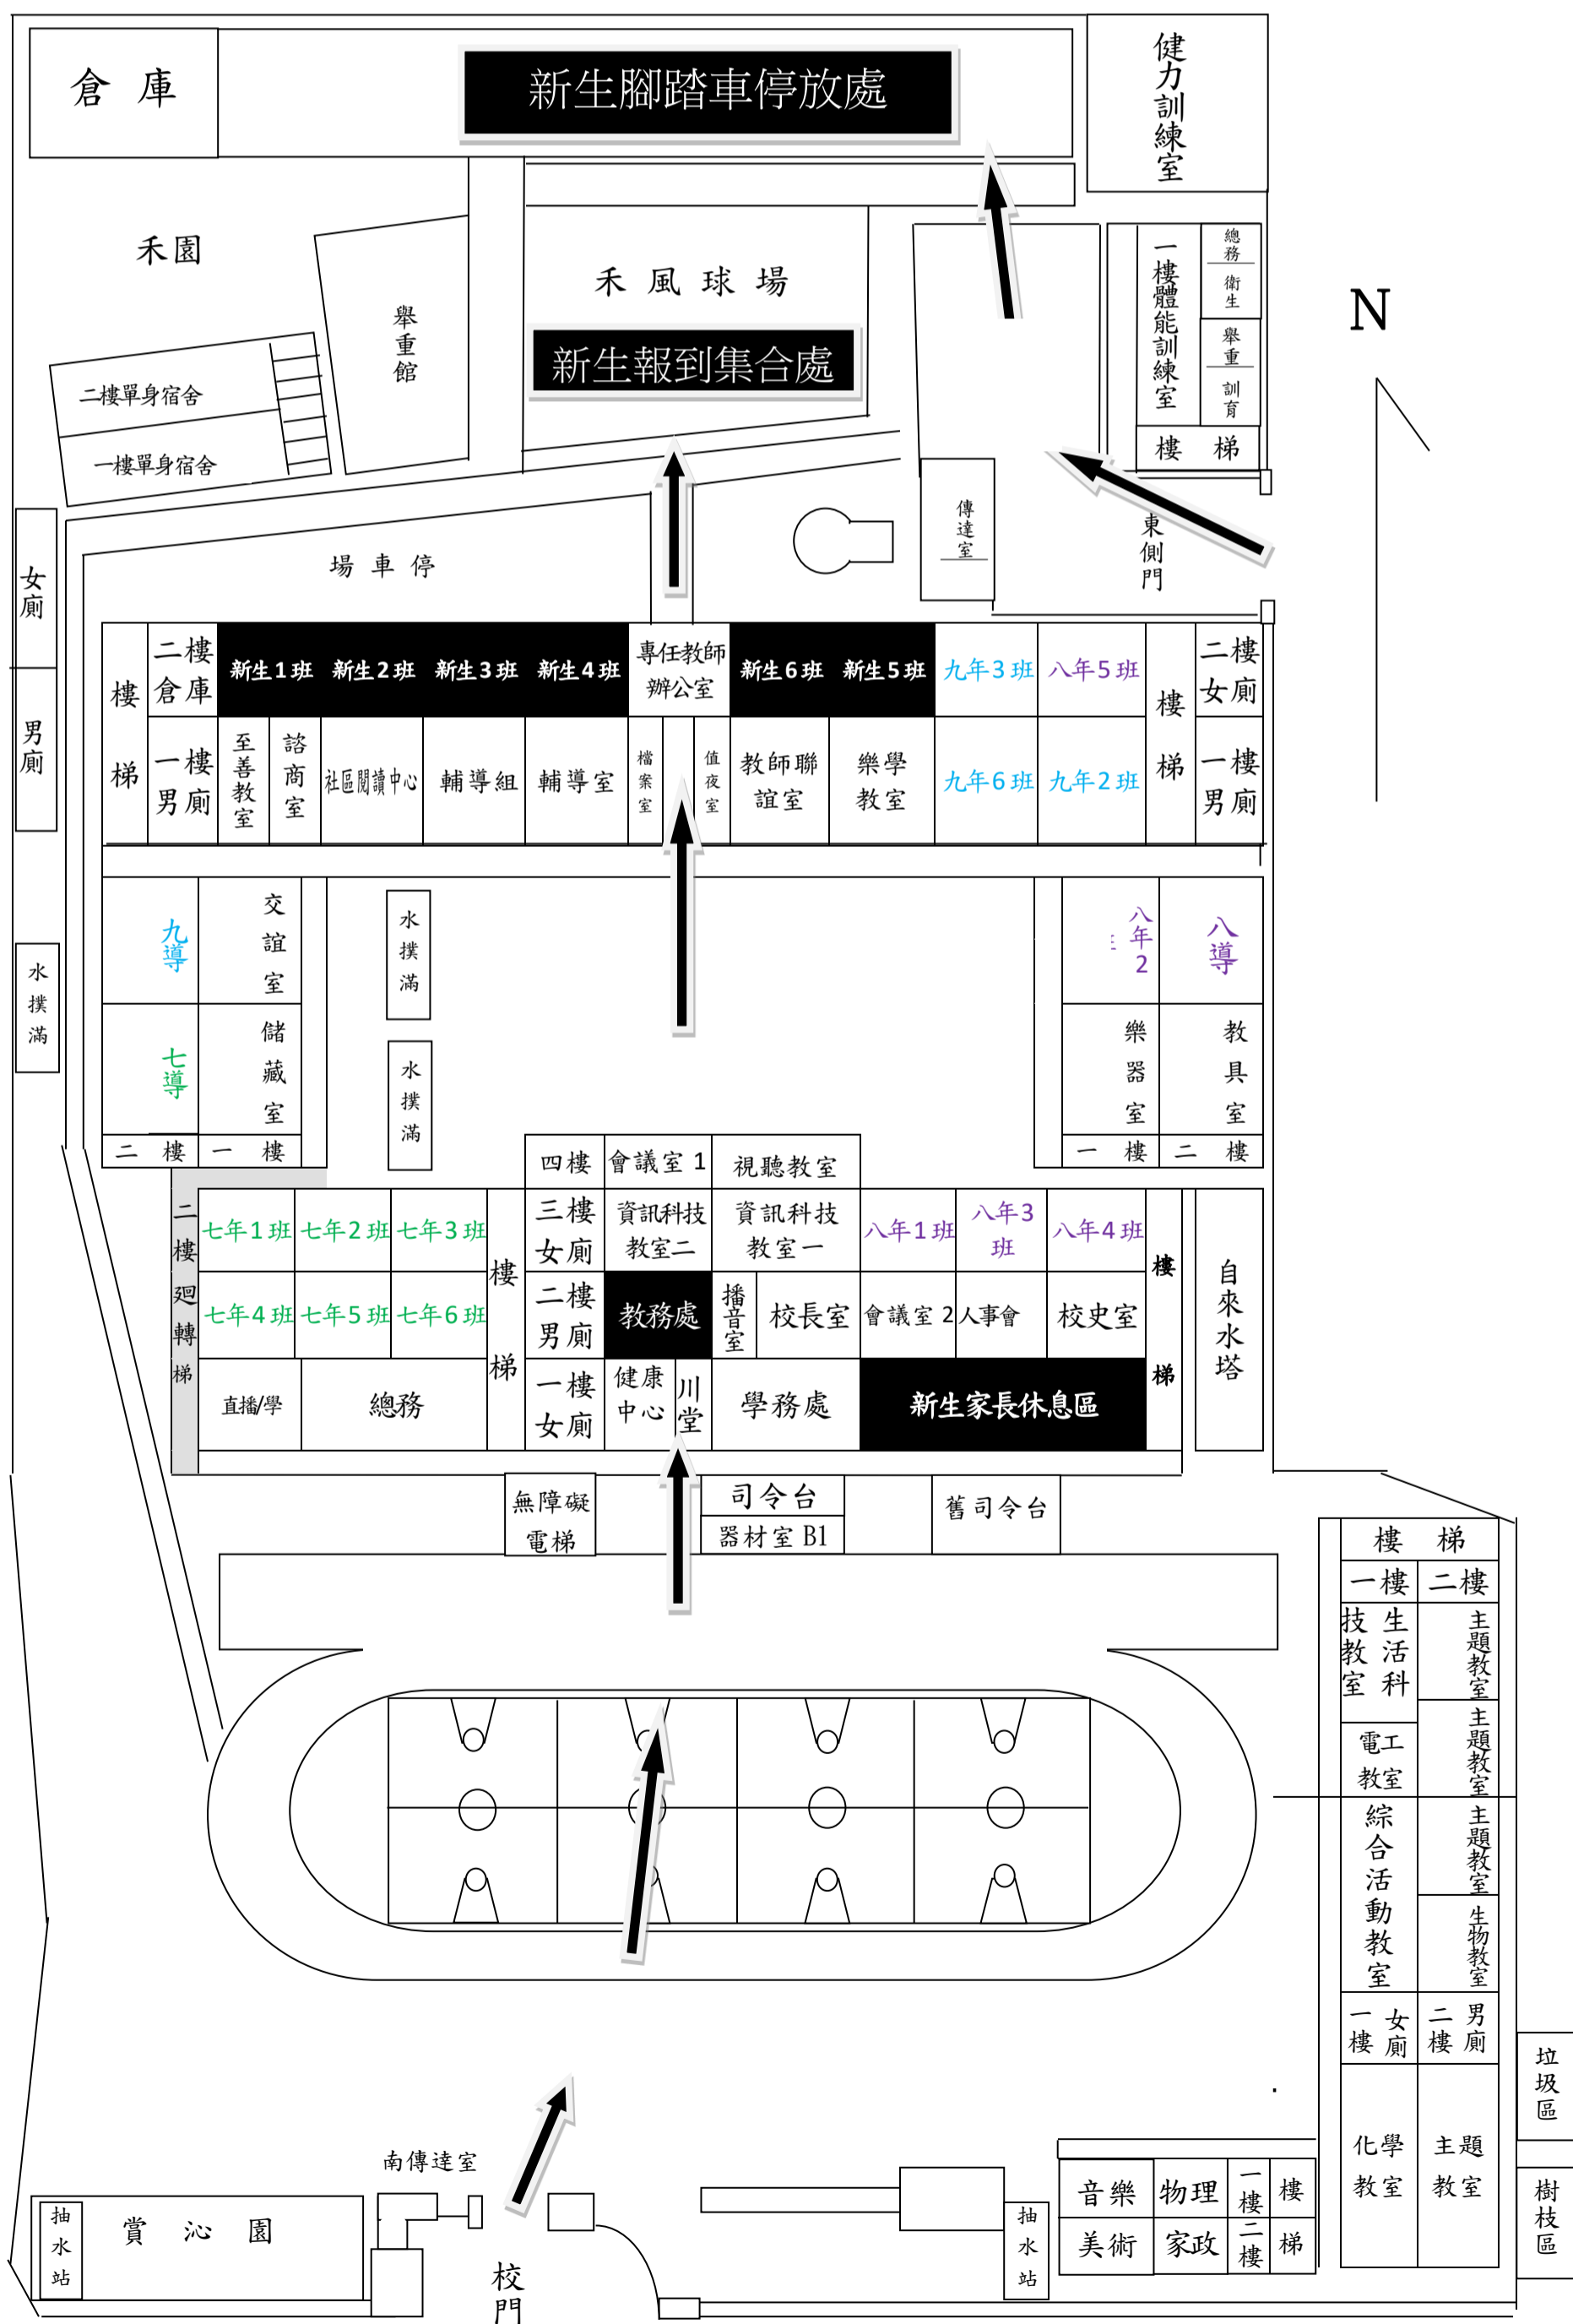 倉庫
新生腳踏車停放處
健力訓練室
禾園
舉重館
禾風球場
新生報到集合處
一樓體能訓練室
總務
衛生
舉重
訓育
樓梯
N
二樓單身宿舍
一樓單身宿舍
女廁
男廁
場車停
傳達室
東側門
樓梯
二樓
倉庫
新生1班
新生2班
新生3班
新生4班
專任教師
辦公室
新生6班
新生5班
九年3班
八年5班
樓梯
二樓
女廁
一樓
男廁
至善教室
諮商室
社區閱讀中心
輔導組
輔導室
檔案室
值夜室
教師聯
誼室
樂學
教室
九年6班
九年2班
一樓
男廁
九導
交誼室
水撲滿
八年2
八導
水撲滿
七導
儲藏室
水撲滿
樂器室
教具室
二樓
一樓
一樓
二樓
四樓
會議室1
視聽教室
二樓迴轉梯
七年1班
七年2班
七年3班
樓梯
三樓
女廁
資訊科技
教室二
資訊科技
教室一
八年1班
八年3
班
八年4班
樓梯
自來水塔
七年4班
七年5班
七年6班
二樓
男廁
教務處
播音室
校長室
會議室2
人事會
校史室
直播/學
總務
一樓
女廁
健康
中心
川堂
學務處
新生家長休息區
無障礙
電梯
司令台
器材室B1
舊司令台
樓梯
一樓
二樓
生活科
技教室
主題教室
主題教室
電工
教室
綜合活動教室
主題教室
生物教室
一樓
女廁
二樓
男廁
垃圾區
化學
教室
主題
教室
樹枝區
南傳達室
抽水站
賞沁園
校門
抽水站
音樂
物理
一樓
樓梯
美術
家政
二樓